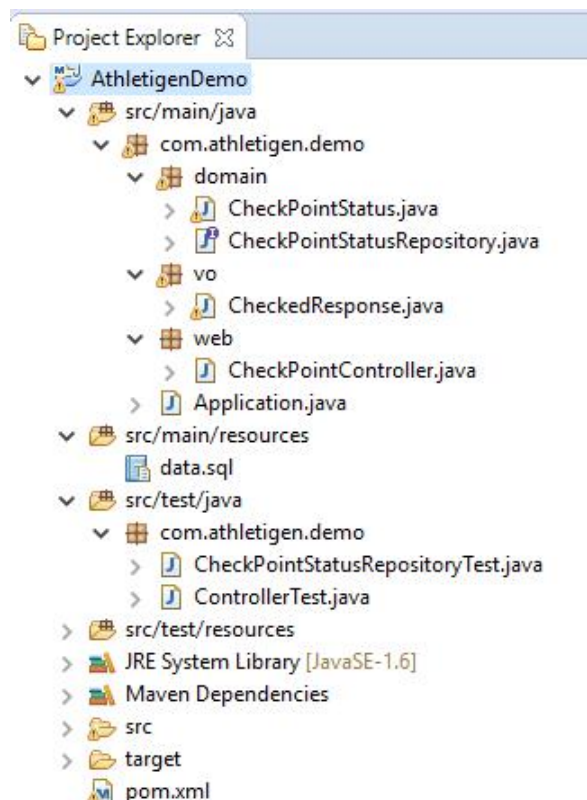 Project Explorer
AthletigenDemo
src/main/java
com.athletigen.demo
domain
CheckPointStatus.java
CheckPointStatusRepository.java
vo
CheckedResponse.java
web
CheckPointController.java
Application.java
src/main/resources
data.sql
src/test/java
com.athletigen.demo
CheckPointStatusRepositoryTest.java
ControllerTest.java
src/test/resources
JRE System Library [JavaSE-1.6]
Maven Dependencies
src
target
pom.xml